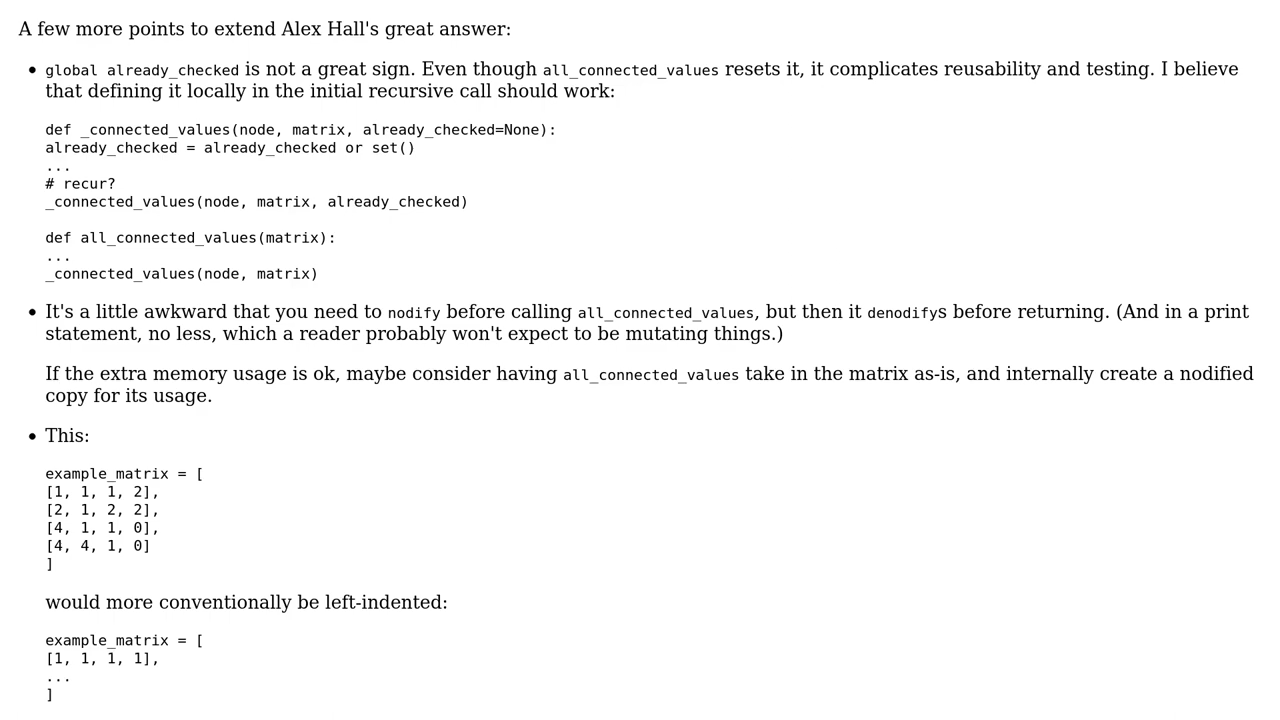 A few more points to extend Alex Hall's great answer:
• global already_checked is not a great sign. Even though all_connected_values resets it, it complicates reusability and testing. I believe
that defining it locally in the initial recursive call should work:
def _connected_values(node, matrix, already_checked=None):
already_checked = already_checked or set()
...
# recur?
_connected_values(node, matrix, already_checked)
def all_connected_values(matrix):
...
_connected_values(node, matrix)
• It's a little awkward that you need to nodify before calling all_connected_values, but then it denodifys before returning. (And in a print
statement, no less, which a reader probably won't expect to be mutating things.)
If the extra memory usage is ok, maybe consider having all_connected_values take in the matrix as-is, and internally create a nodified
copy for its usage.
• This:
example_matrix = [
[1, 1, 1, 2],
[2, 1, 2, 2],
[4, 1, 1, 0],
[4, 4, 1, 0]
]
would more conventionally be left-indented:
example_matrix = [
[1, 1, 1, 1],
...
]